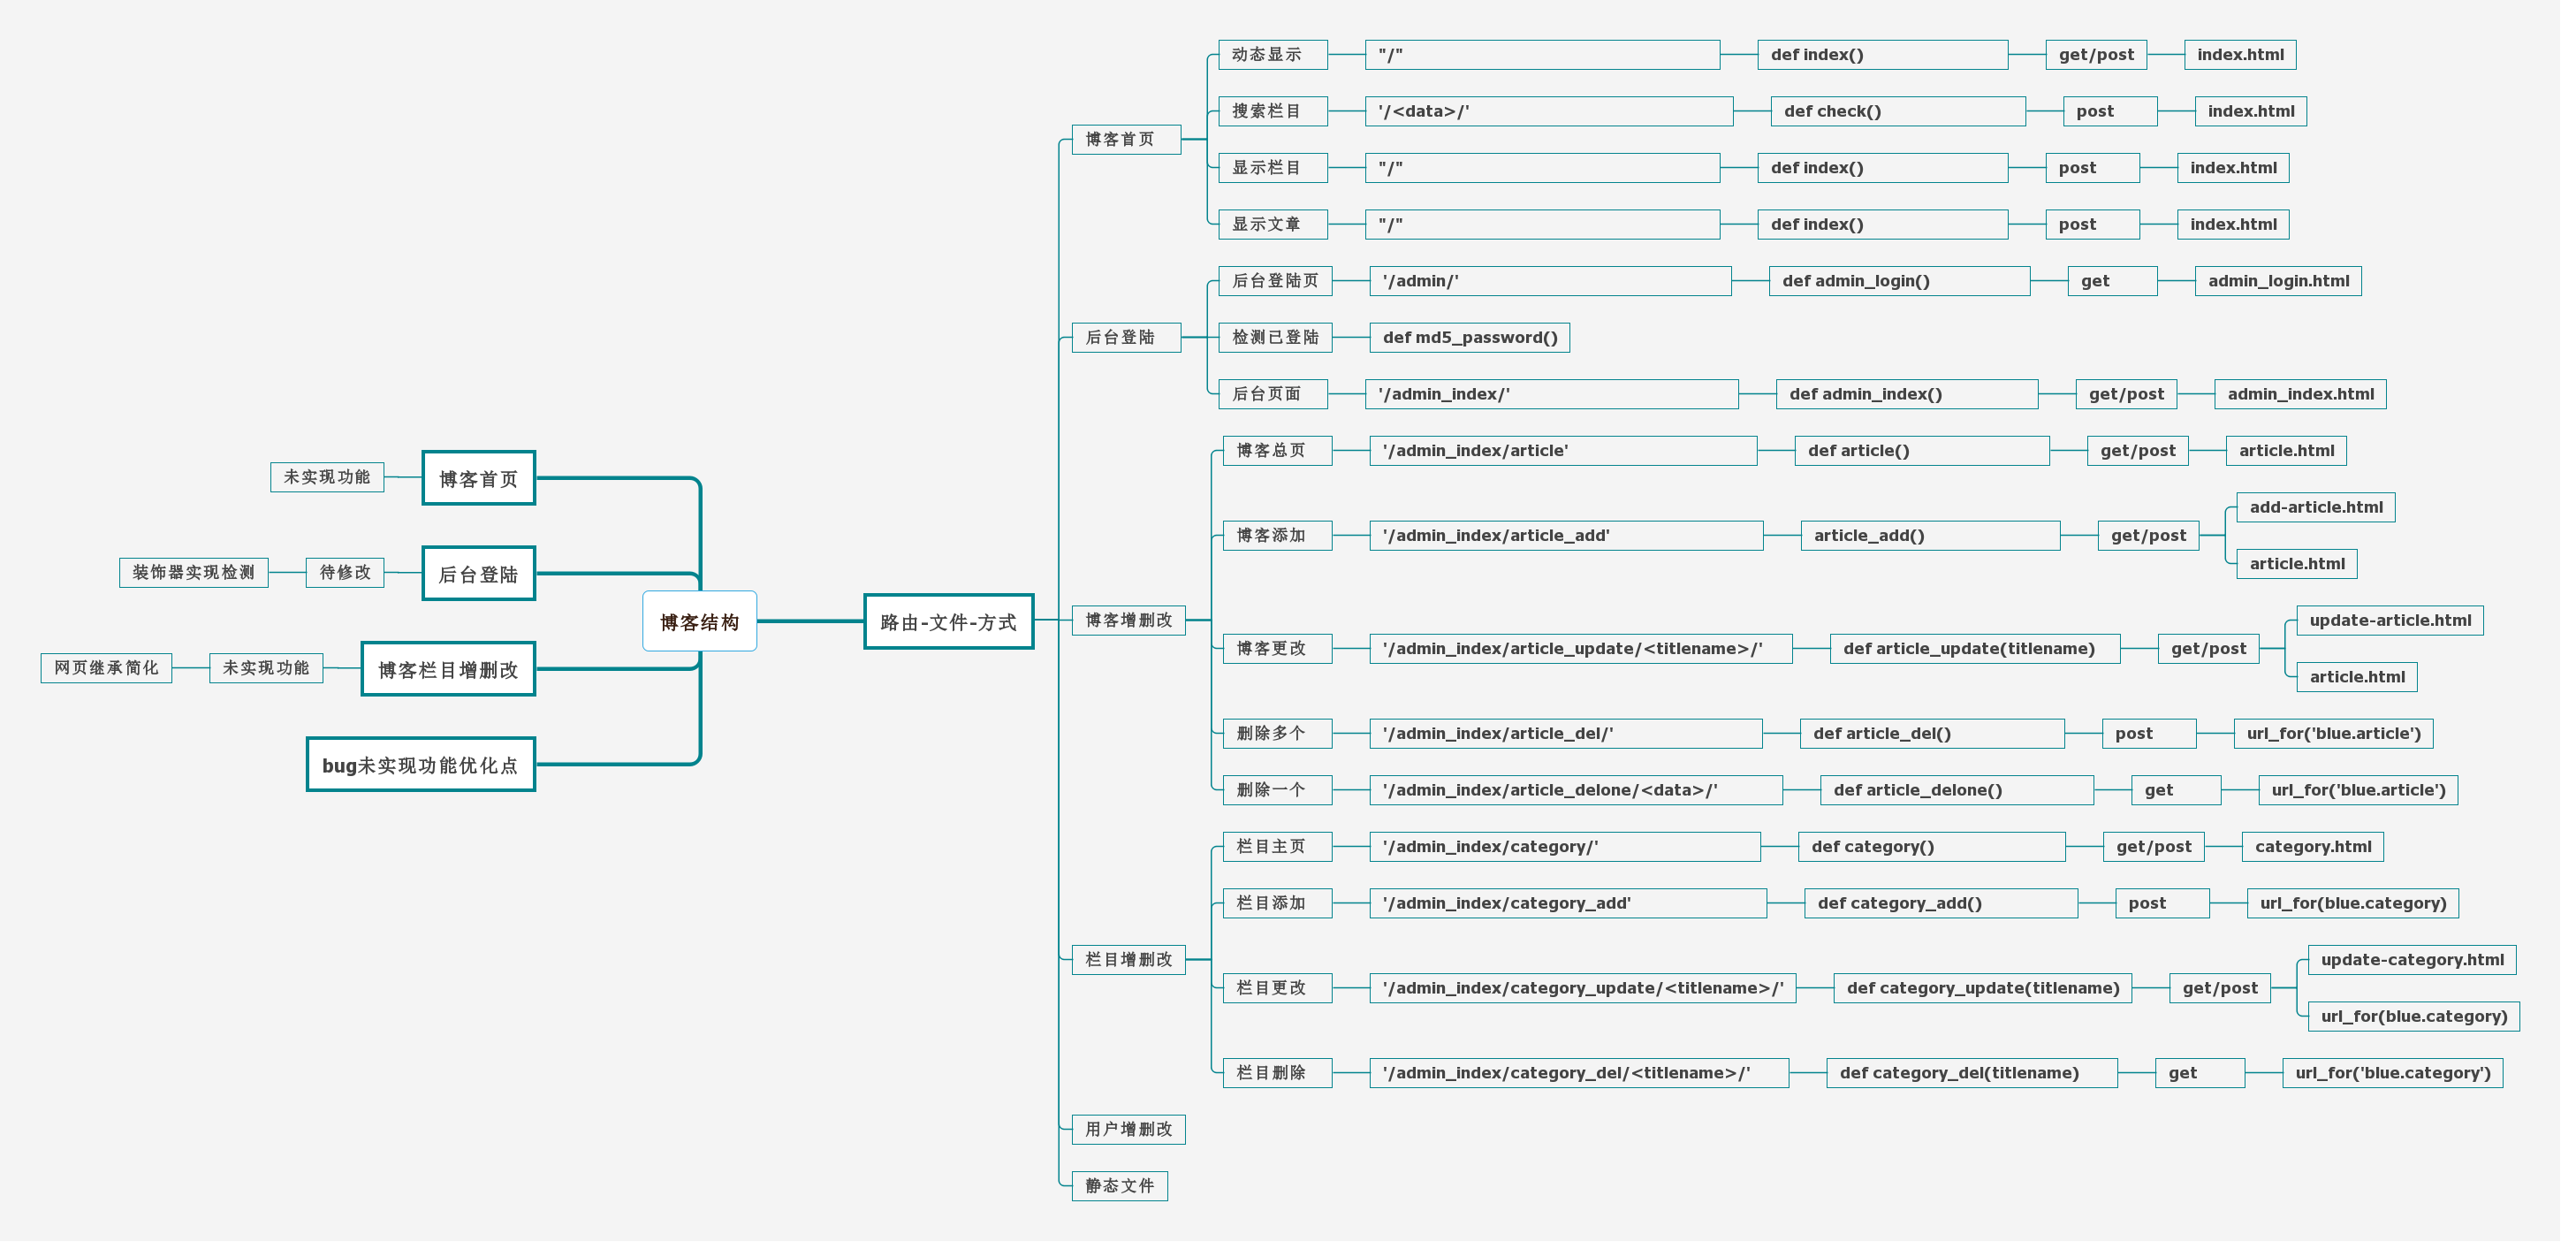 博客结构
博客首页
未实现功能
后台登陆
待修改
装饰器实现检测
博客栏目增删改
未实现功能
网页继承简化
bug未实现功能优化点
路由-文件-方式
博客首页
动态显示 "/" def index() get/post index.html
搜索栏目 '/<data>/' def check() post index.html
显示栏目 "/" def index() post index.html
显示文章 "/" def index() post index.html
后台登陆
后台登陆页 '/admin/' def admin_login() get admin_login.html
检测已登陆 def md5_password()
后台页面 '/admin_index/' def admin_index() get/post admin_index.html
博客增删改
博客总页 '/admin_index/article' def article() get/post article.html
博客添加 '/admin_index/article_add' article_add() get/post
add-article.html
article.html
博客更改 '/admin_index/article_update/<titlename>/' def article_update(titlename) get/post
update-article.html
article.html
删除多个 '/admin_index/article_del/' def article_del() post url_for('blue.article')
删除一个 '/admin_index/article_delone/<data>/' def article_delone() get url_for('blue.article')
栏目增删改
栏目主页 '/admin_index/category/' def category() get/post category.html
栏目添加 '/admin_index/category_add' def category_add() post url_for(blue.category)
栏目更改 '/admin_index/category_update/<titlename>/' def category_update(titlename) get/post
update-category.html
url_for(blue.category)
栏目删除 '/admin_index/category_del/<titlename>/' def category_del(titlename) get url_for('blue.category')
用户增删改
静态文件